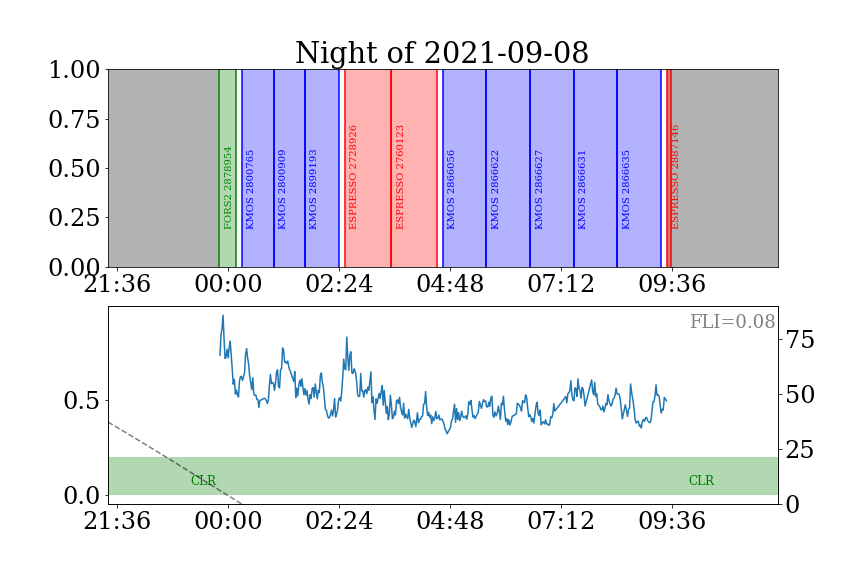 Night of 2021-09-08
1.00
0.75
0.50
0.25
0.00
FORS2 2878954
KMOS 2800765
KMOS 2800909
KMOS 2899193
ESPRESSO 2728926
ESPRESSO 2760123
KMOS 2866056
KMOS 2866622
KMOS 2866627
KMOS 2866631
KMOS 2866635
ESPRESSO 2887146
21:36 00:00 02:24 04:48 07:12 09:36
FLI=0.08
0.5
0.0
75
50
25
0
CLR CLR
21:36 00:00 02:24 04:48 07:12 09:36